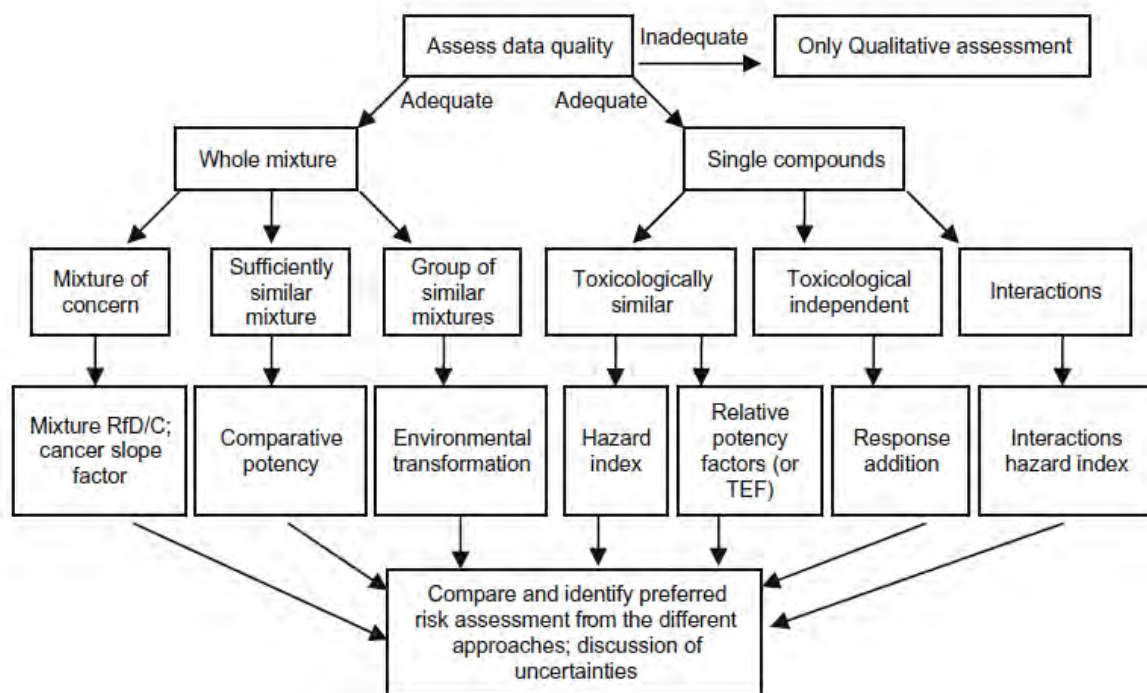 Assess data quality
Inadequate
Only Qualitative assessment
Adequate
Adequate
Whole mixture
Single compounds
Mixture of
concern
Sufficiently
similar
mixture
Group of
similar
mixtures
Toxicologically
similar
Toxicological
independent
Interactions
Mixture RfD/C;
cancer slope
factor
Comparative
potency
Environmental
transformation
Hazard
index
Relative
potency
factors (or
TEF)
Response
addition
Interactions
hazard index
Compare and identify preferred
risk assessment from the different
approaches; discussion of
uncertainties